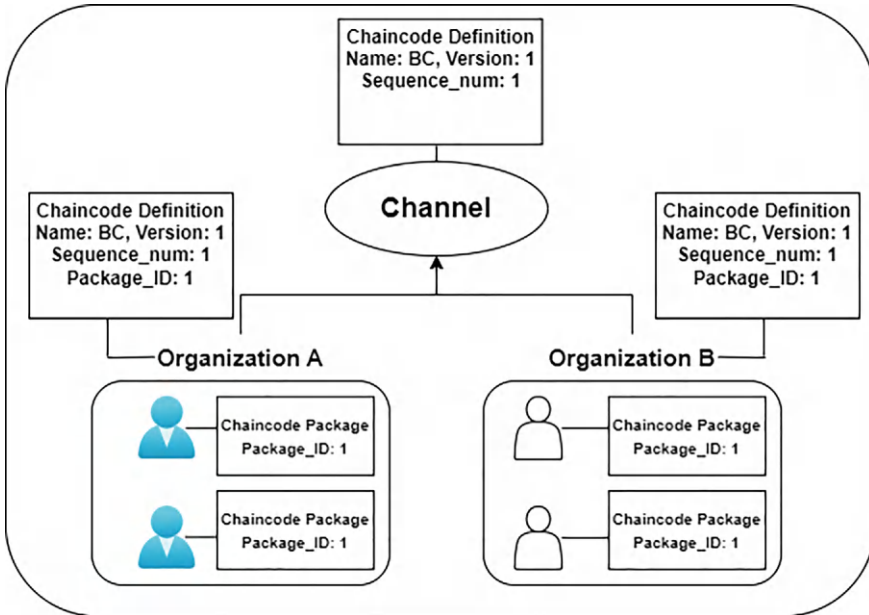 Chaincode Definition
Name: BC, Version: 1
Sequence_num: 1
Channel
Chaincode Definition
Name: BC, Version: 1
Sequence_num: 1
Package_ID: 1
Chaincode Definition
Name: BC, Version: 1
Sequence_num: 1
Package_ID: 1
Organization A
Organization B
Chaincode Package
Package_ID: 1
Chaincode Package
Package_ID: 1
Chaincode Package
Package_ID: 1
Chaincode Package
Package_ID: 1